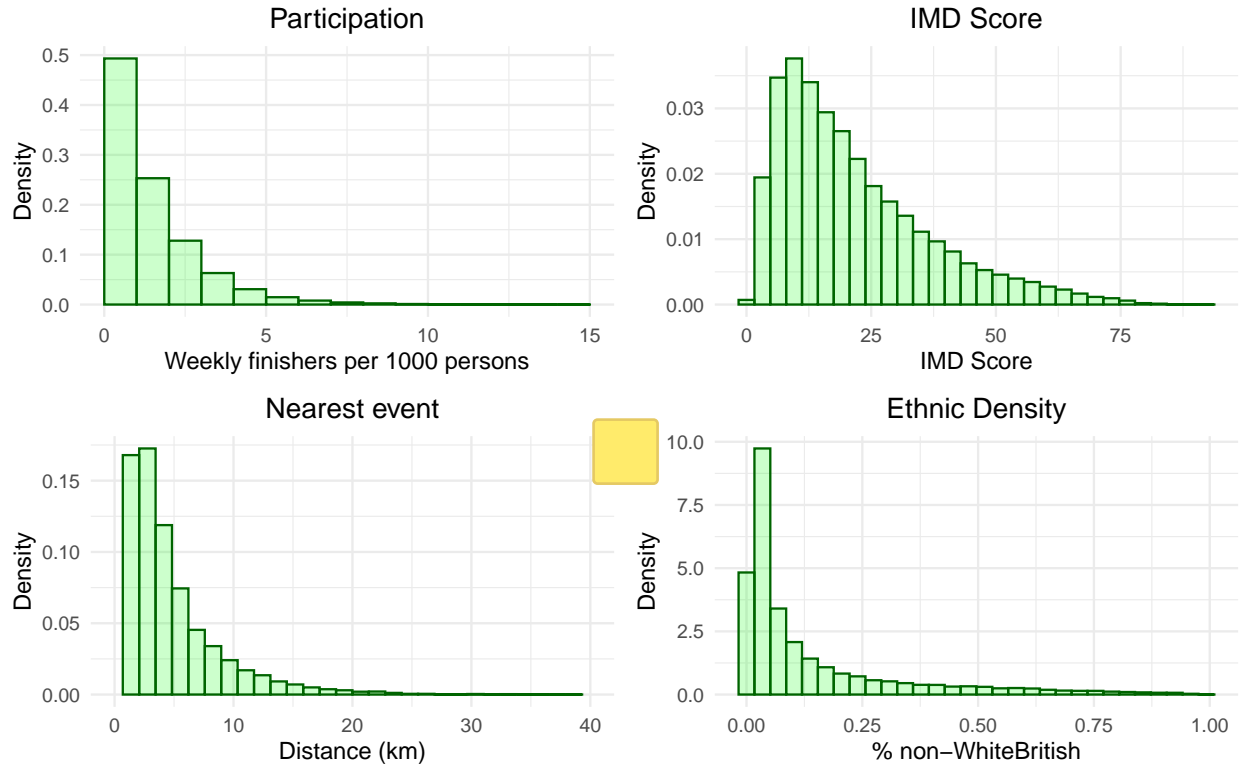 Participation
Density
0.5
0.4
0.3
0.2
0.1
0.0
0 5 10 15
Weekly finishers per 1000 persons
IMD Score
Density
0.03
0.02
0.01
0.00
0 25 50 75
IMD Score
Nearest event
Density
0.15
0.10
0.05
0.00
0 10 20 30 40
Distance (km)
Ethnic Density
Density
10.0
7.5
5.0
2.5
0.0
0.00 0.25 0.50 0.75 1.00
% non−WhiteBritish